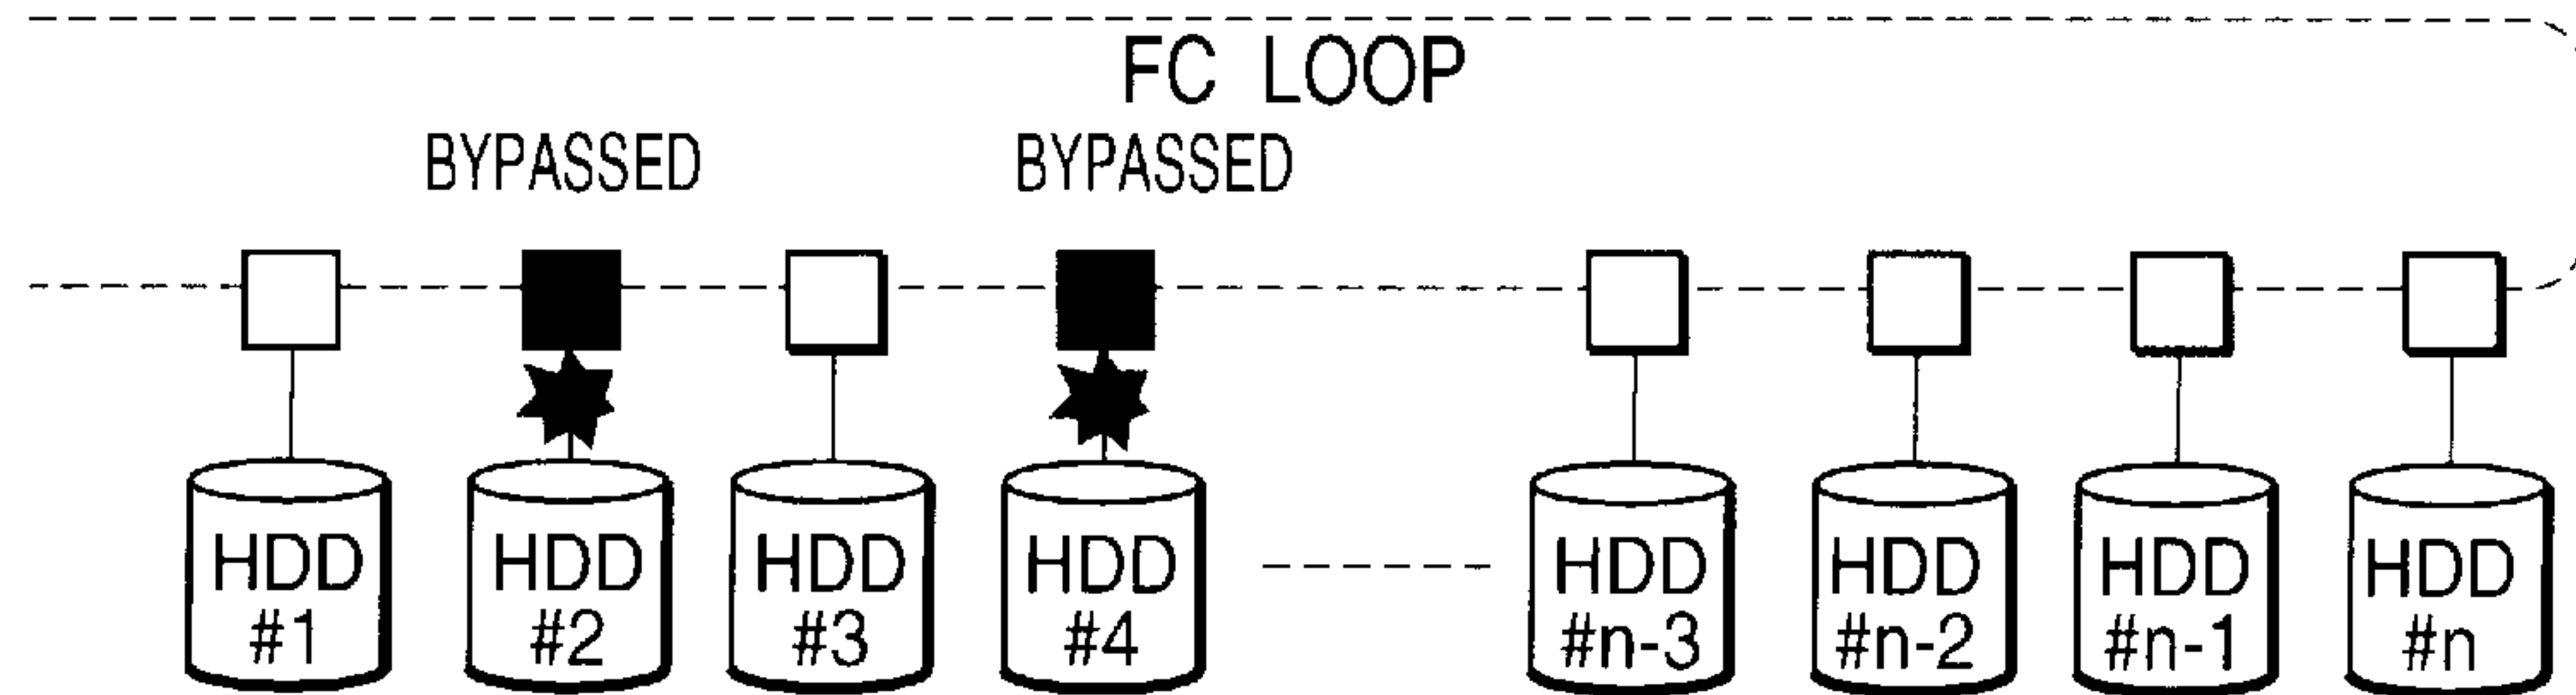 FC LOOP
BYPASSED BYPASSED
HDD HDD HDD HDD HDD HDD HDD HDD
#1 #2 #3 #4 #n-3 #n-2 #n-1 #n